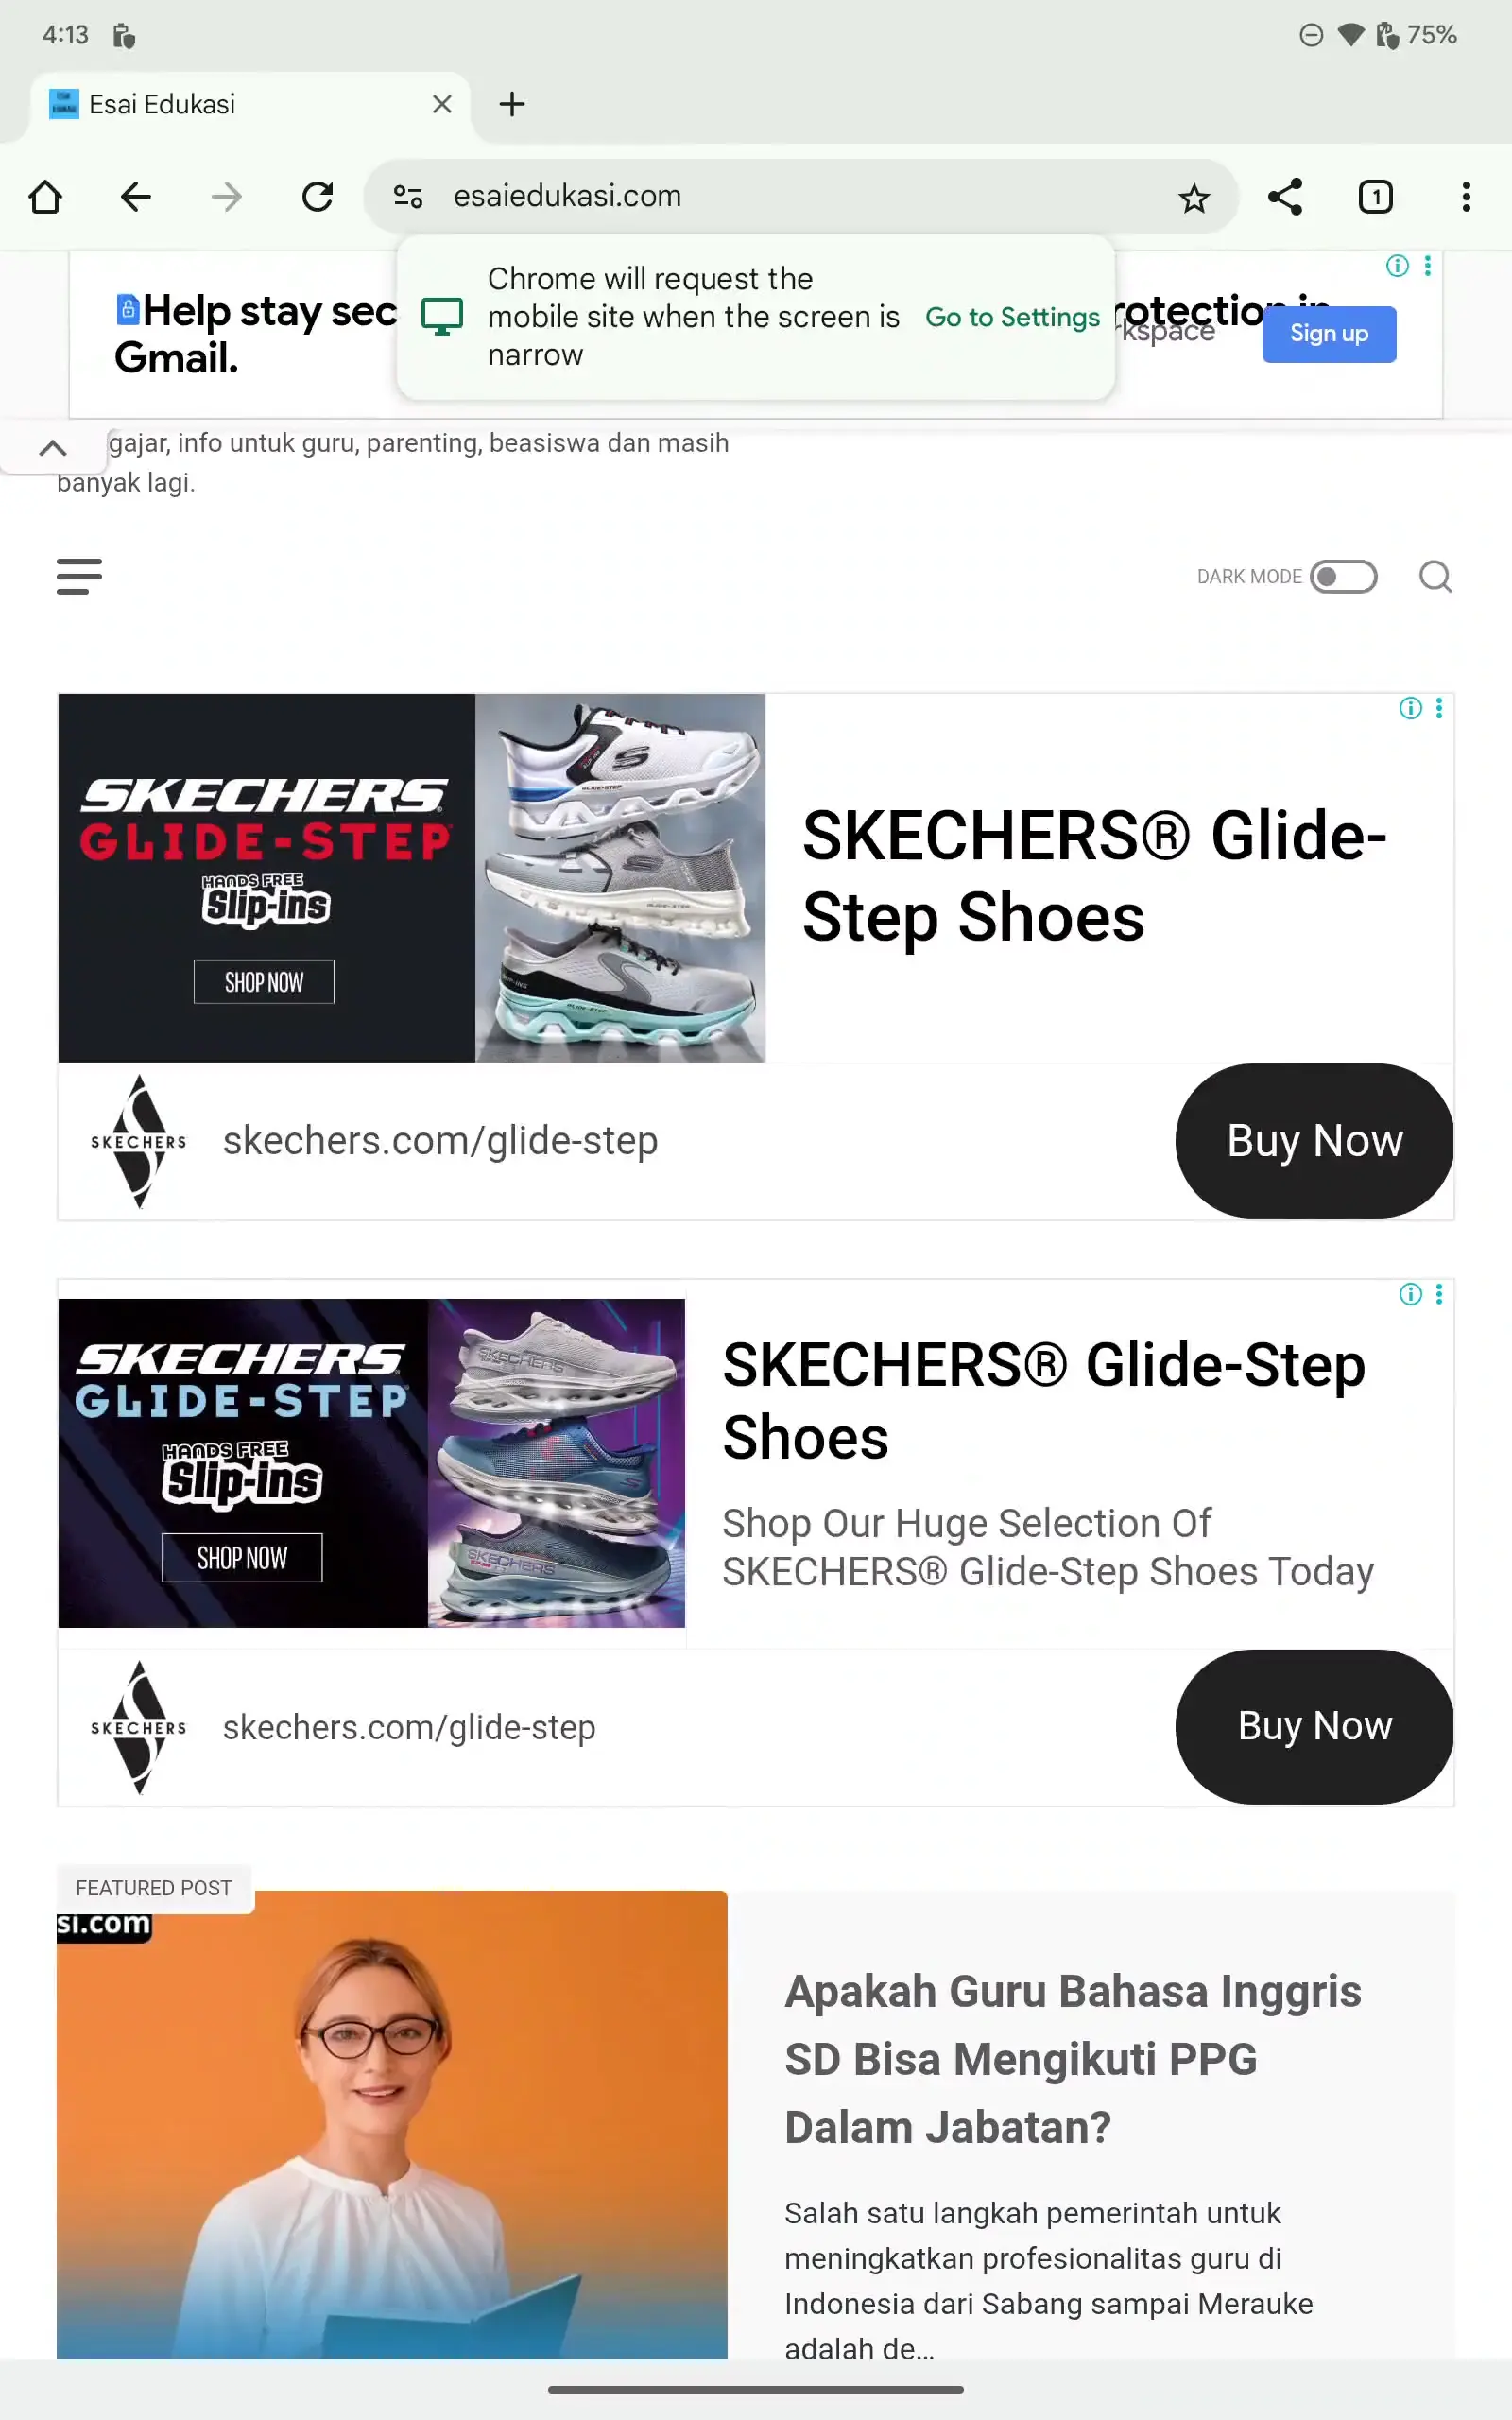 4:13
75%
Esai Edukasi
esaiedukasi.com
1
Chrome will request the
mobile site when the screen is
narrow
Go to Settings
Help stay sec
Gmail.
Sign up
gajar, info untuk guru, parenting, beasiswa dan masih
banyak lagi.
DARK MODE
SKECHERS
GLIDE-STEP
HANDS FREE
Slip-ins
SHOP NOW
SKECHERS® Glide-
Step Shoes
SKECHERS
skechers.com/glide-step
Buy Now
SKECHERS
GLIDE-STEP
HANDS FREE
Slip-ins
SHOP NOW
SKECHERS® Glide-Step
Shoes
Shop Our Huge Selection Of
SKECHERS® Glide-Step Shoes Today
SKECHERS
skechers.com/glide-step
Buy Now
FEATURED POST
si.com
Apakah Guru Bahasa Inggris
SD Bisa Mengikuti PPG
Dalam Jabatan?
Salah satu langkah pemerintah untuk
meningkatkan profesionalitas guru di
Indonesia dari Sabang sampai Merauke
adalah de...